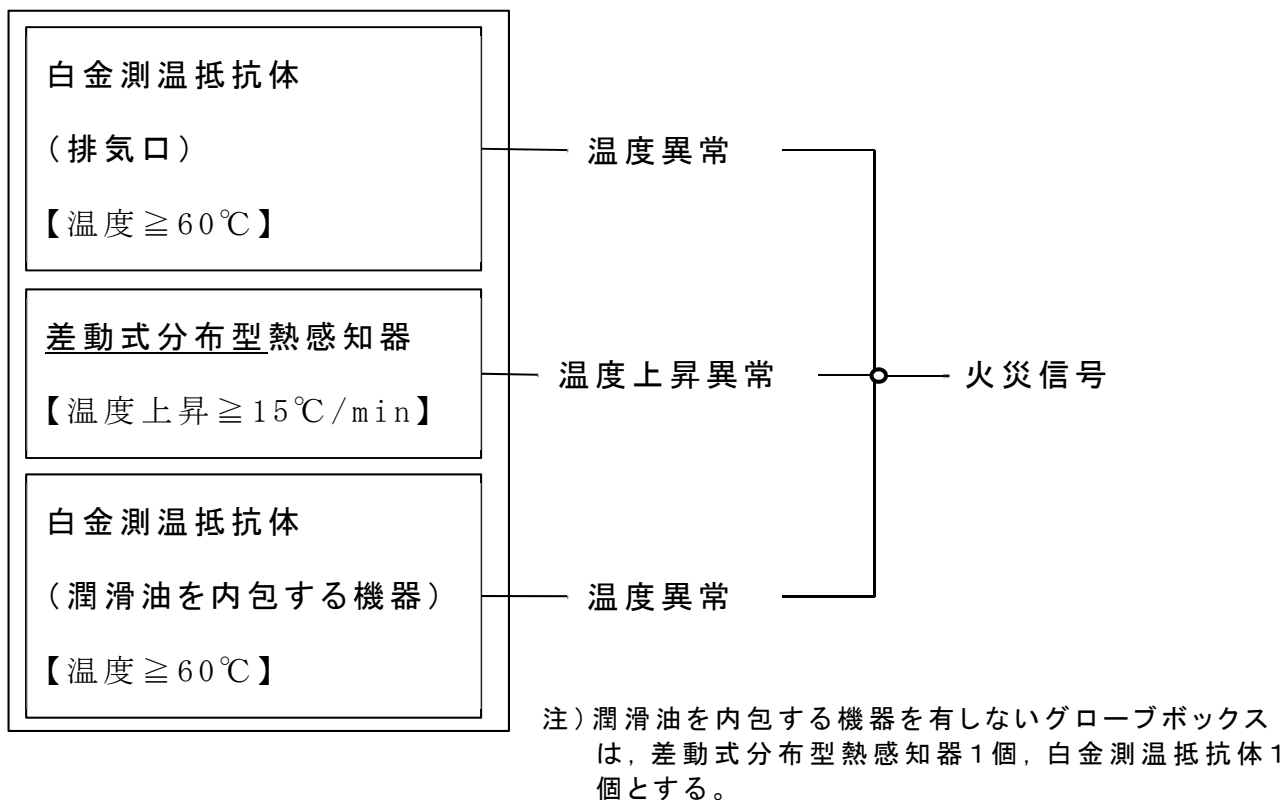 白金測温抵抗体
（排気口）
【温度≧60℃】
温度異常
差動式分布型熱感知器
【温度上昇≧15℃/min】
温度上昇異常
火災信号
白金測温抵抗体
（潤滑油を内包する機器）
【温度≧60℃】
温度異常
注）潤滑油を内包する機器を有しないグローブボックス
は，差動式分布型熱感知器1個，白金測温抵抗体1
個とする。